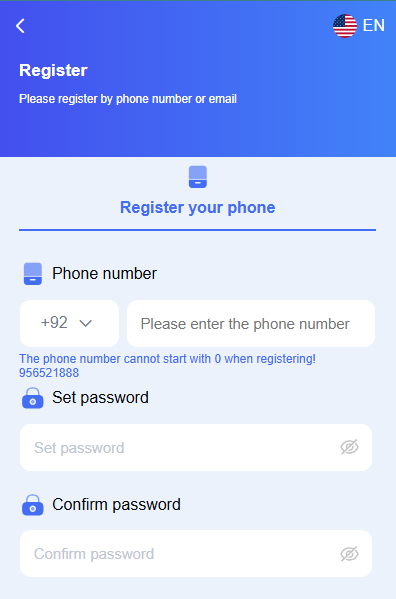 EN
Register
Please register by phone number or email
Register your phone
Phone number
+92
Please enter the phone number
The phone number cannot start with 0 when registering!
956521888
Set password
Set password
Confirm password
Confirm password